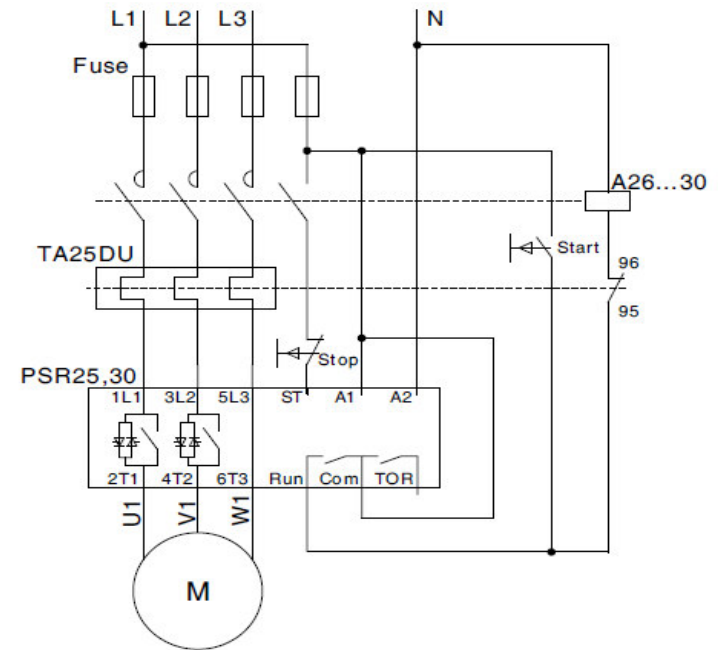 L1 L2 L3 N
Fuse
A26...30
Start
TA25DU
96
95
Stop
PSR25,30
1L1 3L2 5L3 ST A1 A2
2T1 4T2 6T3 Run Com TOR
U1 V1 W1
M